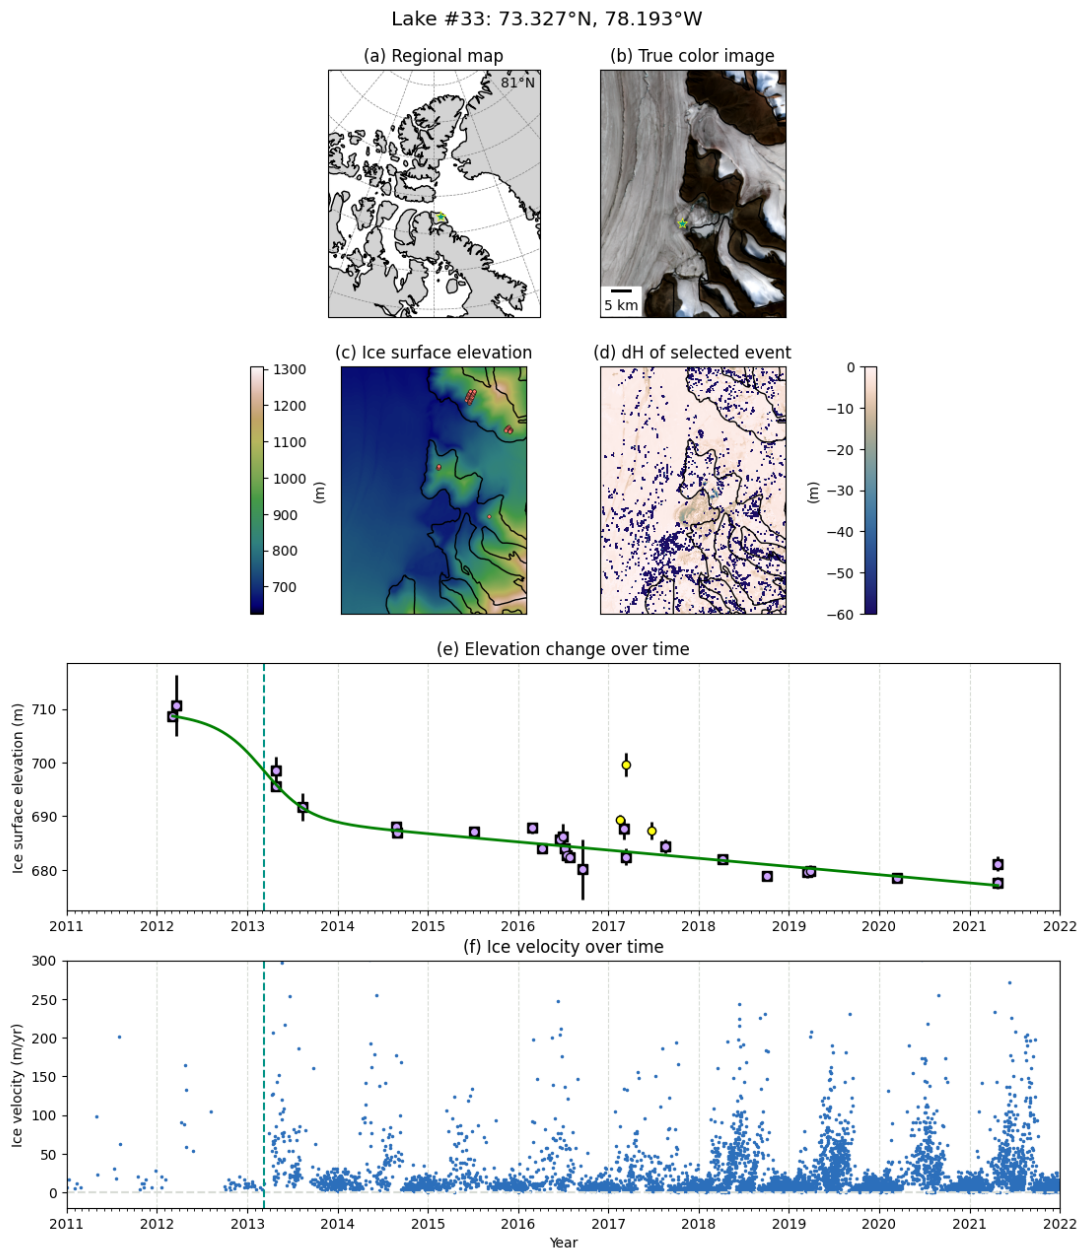 Lake #33: 73.327°N, 78.193°W
(a) Regional map
(b) True color image
81°N
5 km
(c) Ice surface elevation
(d) dH of selected event
1300
1200
1100
1000
900
800
700
(m)
0
−10
−20
−30
−40
−50
−60
(m)
(e) Elevation change over time
Ice surface elevation (m)
710
700
690
680
2011 2012 2013 2014 2015 2016 2017 2018 2019 2020 2021 2022
(f) Ice velocity over time
Ice velocity (m/yr)
300
250
200
150
100
50
0
2011 2012 2013 2014 2015 2016 2017 2018 2019 2020 2021 2022
Year